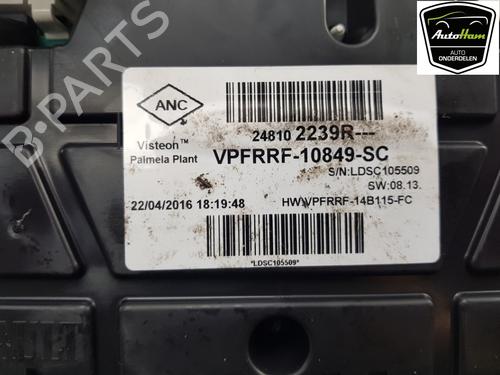 AutoHam
AUTO
ONDERDELEN
B-PARTS
ANC
Visteon™
Palmela Plant
24810 2239R---
VPFRRF-10849-SC
S/N:LDSC105509
SW:08.13.
22/04/2016 18:19:48
HW:VPFRRF-14B115-FC
*LDSC105509*